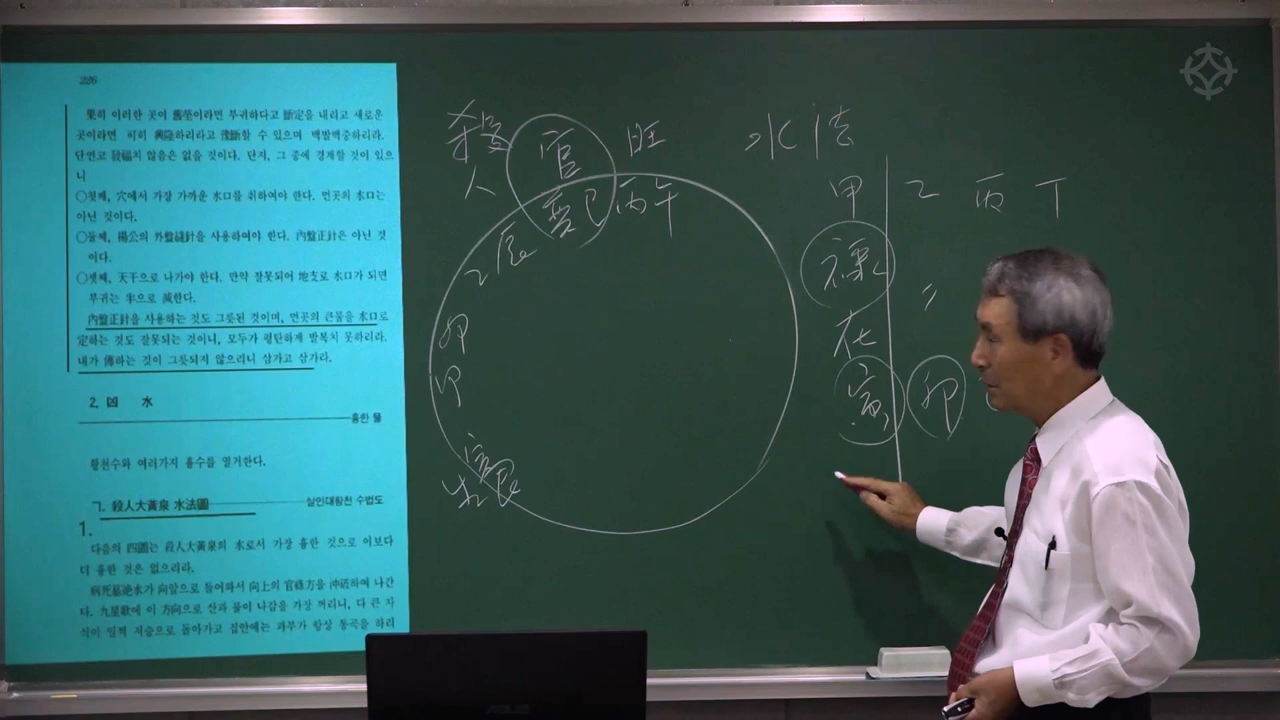 226
果히 이러한 곳이 舊塋이라면 부귀하다고 斷定을 내리고 새로운
곳이라면 可히 興隆하리라고 豫斷할 수 있으며 백발백중하리라.
단연코 發福치 않음은 없을 것이다. 단지, 그 중에 경계할 것이 있으
니
○첫째, 穴에서 가장 가까운 水口를 취하여야 한다. 먼곳의 水口는
아닌 것이다.
○둘째, 楊公의 外盤縫針을 사용하여야 한다. 內盤正針은 아닌 것
이다.
○셋째, 天干으로 나가야 한다. 만약 잘못되어 地支로 水口가 되면
부귀는 半으로 減한다.
內盤正針을 사용하는 것도 그릇된 것이며, 먼곳의 큰물을 水口로
定하는 것도 잘못되는 것이니, 모두가 평탄하게 발복치 못하리라.
내가 傳하는 것이 그릇되지 않으리니 삼가고 삼가라.
2. 凶 水
흉한 물
황천수와 여러가지 흉수를 열거한다.
ㄱ. 殺人大黃泉 水法圖
살인대황천 수법도
1.
다음의 四圖는 殺人大黃泉의 水로서 가장 흉한 것으로 이보다
더 흉한 것은 없으리라.
病死墓絶水가 向앞으로 들어와서 向上의 官祿方을 冲破하여 나간
다. 九星歌에 이 方向으로 산과 물이 나감을 가장 꺼리니, 다 큰 자
식이 일찍 저승으로 돌아가고 집안에는 과부가 항상 통곡을 하리
殺人
官
旺
水法
巽巳
丙午
乙辰
卯
甲
寅艮
生
甲 乙 丙 丁
祿 〃
在
寅 卯